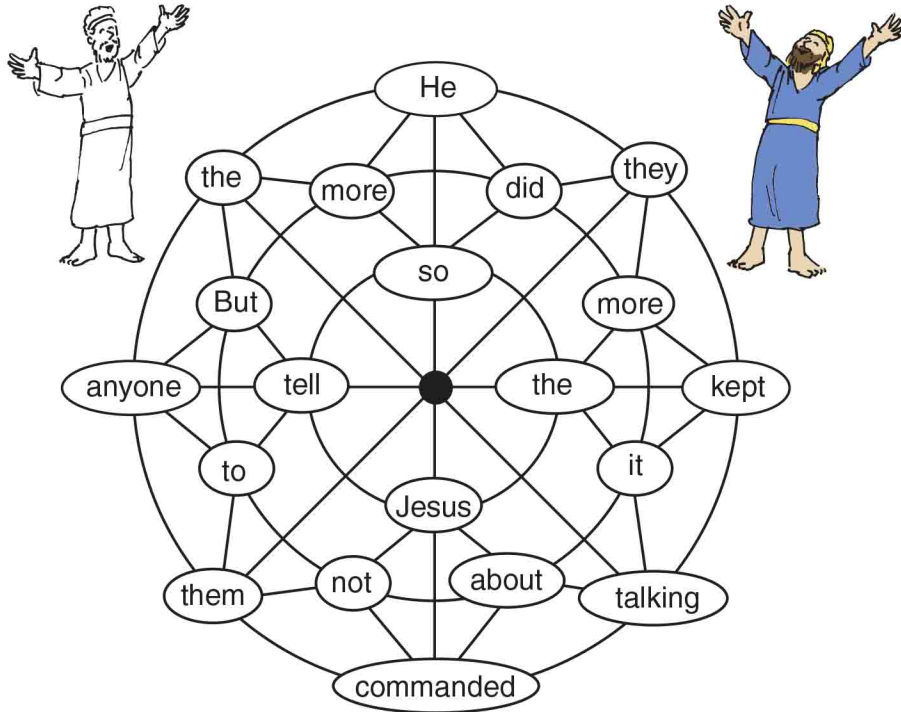 He
the
they
more
did
so
But
more
anyone
tell
the
kept
to
it
Jesus
them
not
about
talking
commanded